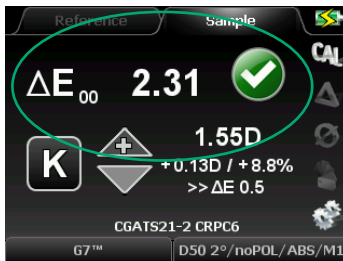 Reference Sample
CAL
ΔE00 2.31
K
1.55D
+0.13D / +8.8%
>> ΔE 0.5
CGATS21-2 CRPC6
G7™ D50 2°/noPOL/ABS/M1